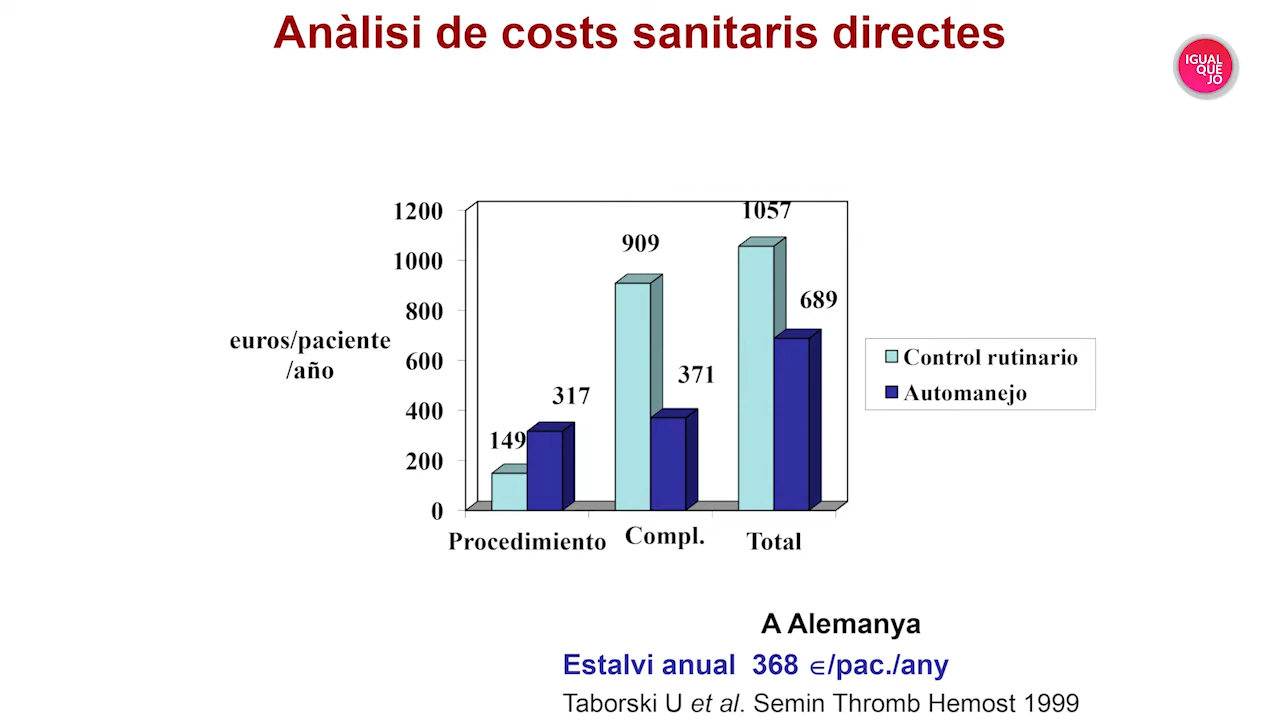 Anàlisi de costs sanitaris directes
IGUAL
QUE
JO
1200
1000
800
600
400
200
0
euros/paciente
/año
149
317
909
371
1057
689
Procedimiento
Compl.
Total
Control rutinario
Automanejo
A Alemanya
Estalvi anual 368 ∈/pac./any
Taborski U et al. Semin Thromb Hemost 1999